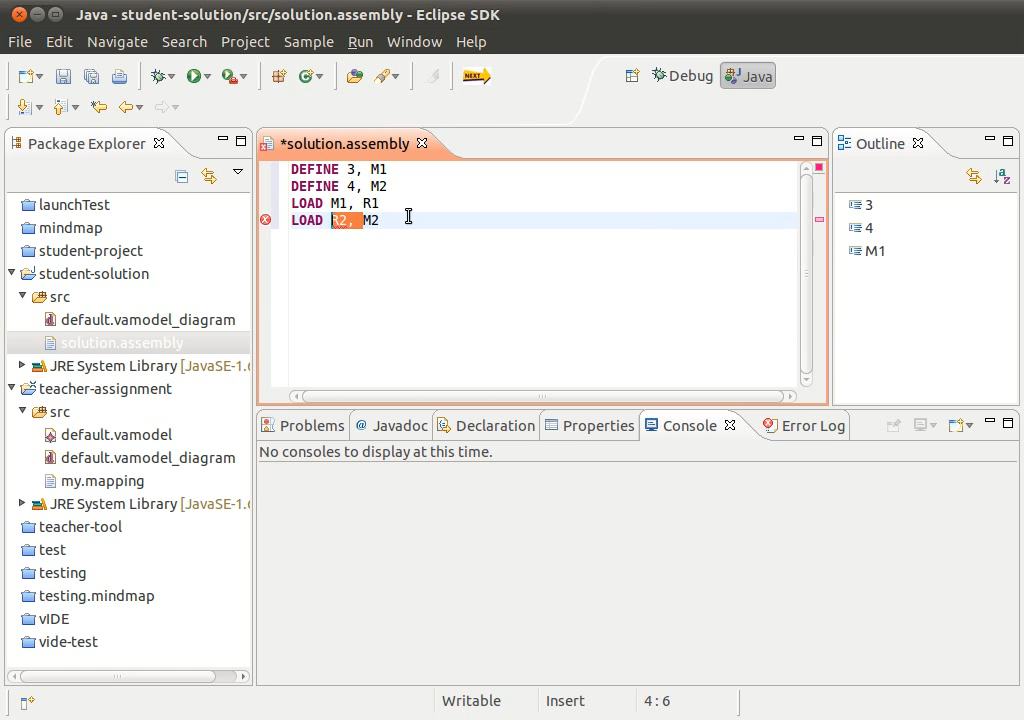 Java - student-solution/src/solution.assembly - Eclipse SDK
File Edit Navigate Search Project Sample Run Window Help
NEXT
Debug
Java
Package Explorer
launchTest
mindmap
student-project
student-solution
src
default.vamodel_diagram
solution.assembly
JRE System Library [JavaSE-1.6
teacher-assignment
src
default.vamodel
default.vamodel_diagram
my.mapping
JRE System Library [JavaSE-1.6
teacher-tool
test
testing
testing.mindmap
vIDE
vide-test
*solution.assembly
DEFINE 3, M1
DEFINE 4, M2
LOAD M1, R1
LOAD R2, M2
Outline
3
4
M1
Problems @ Javadoc Declaration Properties Console Error Log
No consoles to display at this time.
Writable Insert 4 : 6